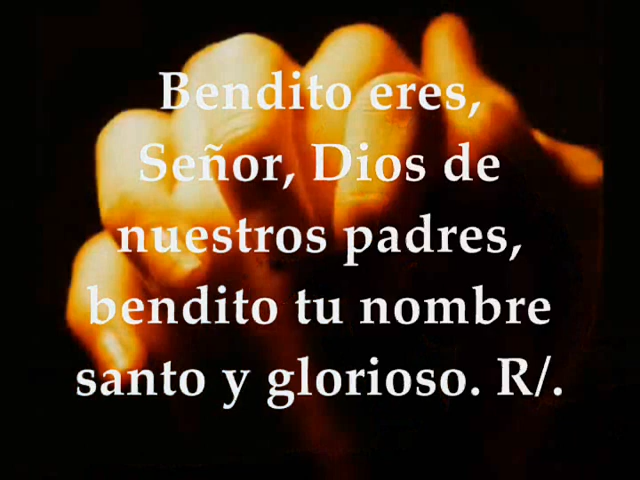 Bendito eres,
Señor, Dios de
nuestros padres,
bendito tu nombre
santo y glorioso. R/.